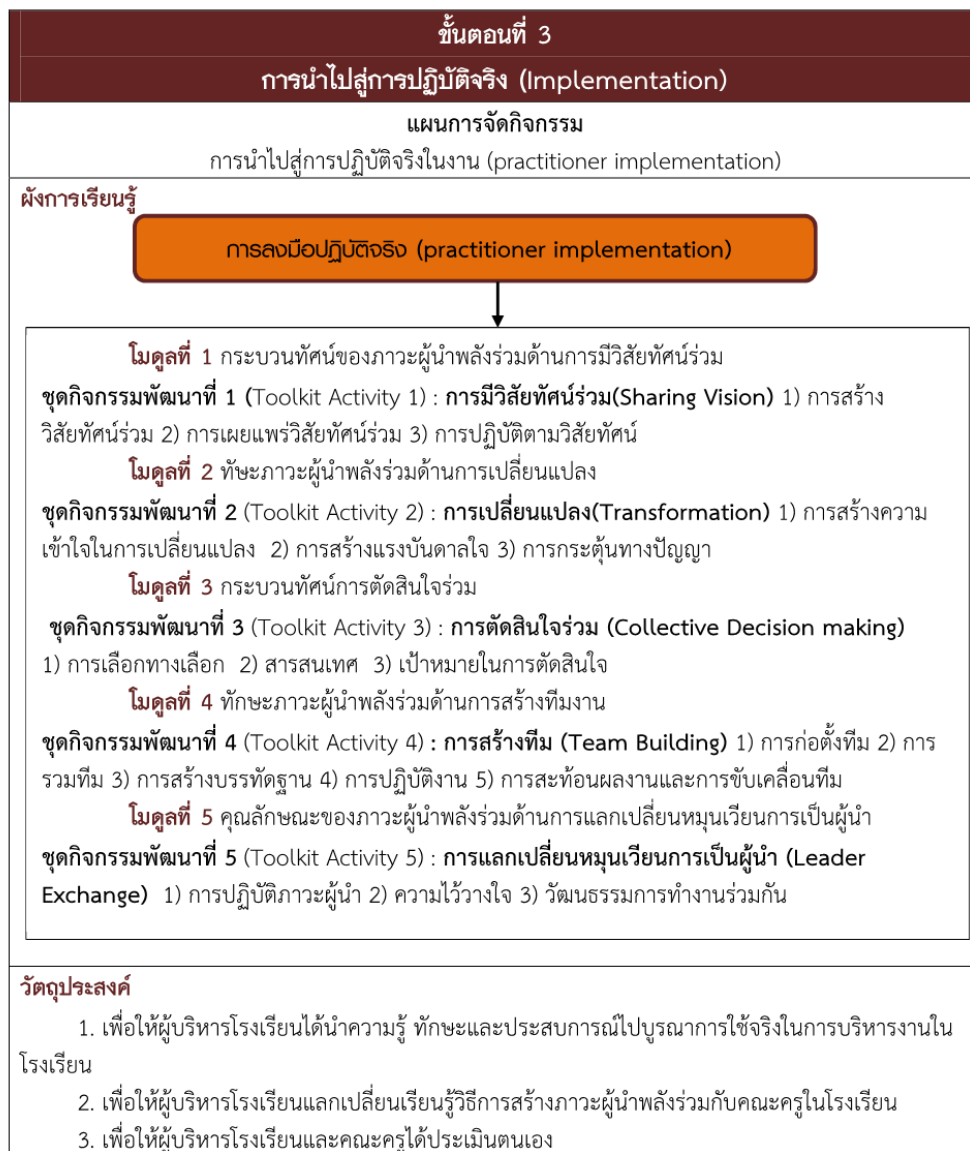 ขั้นตอนที่ 3
การนำไปสู่การปฏิบัติจริง (Implementation)
แผนการจัดกิจกรรม
การนำไปสู่การปฏิบัติจริงในงาน (practitioner implementation)
ผังการเรียนรู้
การลงมือปฏิบัติจริง (practitioner implementation)
โมดูลที่ 1 กระบวนทัศน์ของภาวะผู้นำพลังร่วมด้านการมีวิสัยทัศน์ร่วม
ชุดกิจกรรมพัฒนาที่ 1 (Toolkit Activity 1) : การมีวิสัยทัศน์ร่วม(Sharing Vision) 1) การสร้าง
วิสัยทัศน์ร่วม 2) การเผยแพร่วิสัยทัศน์ร่วม 3) การปฏิบัติตามวิสัยทัศน์
โมดูลที่ 2 ทัษะภาวะผู้นำพลังร่วมด้านการเปลี่ยนแปลง
ชุดกิจกรรมพัฒนาที่ 2 (Toolkit Activity 2) : การเปลี่ยนแปลง(Transformation) 1) การสร้างความ
เข้าใจในการเปลี่ยนแปลง 2) การสร้างแรงบันดาลใจ 3) การกระตุ้นทางปัญญา
โมดูลที่ 3 กระบวนทัศน์การตัดสินใจร่วม
ชุดกิจกรรมพัฒนาที่ 3 (Toolkit Activity 3) : การตัดสินใจร่วม (Collective Decision making)
1) การเลือกทางเลือก 2) สารสนเทศ 3) เป้าหมายในการตัดสินใจ
โมดูลที่ 4 ทักษะภาวะผู้นำพลังร่วมด้านการสร้างทีมงาน
ชุดกิจกรรมพัฒนาที่ 4 (Toolkit Activity 4) : การสร้างทีม (Team Building) 1) การก่อตั้งทีม 2) การ
รวมทีม 3) การสร้างบรรทัดฐาน 4) การปฏิบัติงาน 5) การสะท้อนผลงานและการขับเคลื่อนทีม
โมดูลที่ 5 คุณลักษณะของภาวะผู้นำพลังร่วมด้านการแลกเปลี่ยนหมุนเวียนการเป็นผู้นำ
ชุดกิจกรรมพัฒนาที่ 5 (Toolkit Activity 5) : การแลกเปลี่ยนหมุนเวียนการเป็นผู้นำ (Leader
Exchange) 1) การปฏิบัติภาวะผู้นำ 2) ความไว้วางใจ 3) วัฒนธรรมการทำงานร่วมกัน
วัตถุประสงค์
1. เพื่อให้ผู้บริหารโรงเรียนได้นำความรู้ ทักษะและประสบการณ์ไปบูรณาการใช้จริงในการบริหารงานใน
โรงเรียน
2. เพื่อให้ผู้บริหารโรงเรียนแลกเปลี่ยนเรียนรู้วิธีการสร้างภาวะผู้นำพลังร่วมกับคณะครูในโรงเรียน
3. เพื่อให้ผู้บริหารโรงเรียนและคณะครูได้ประเมินตนเอง